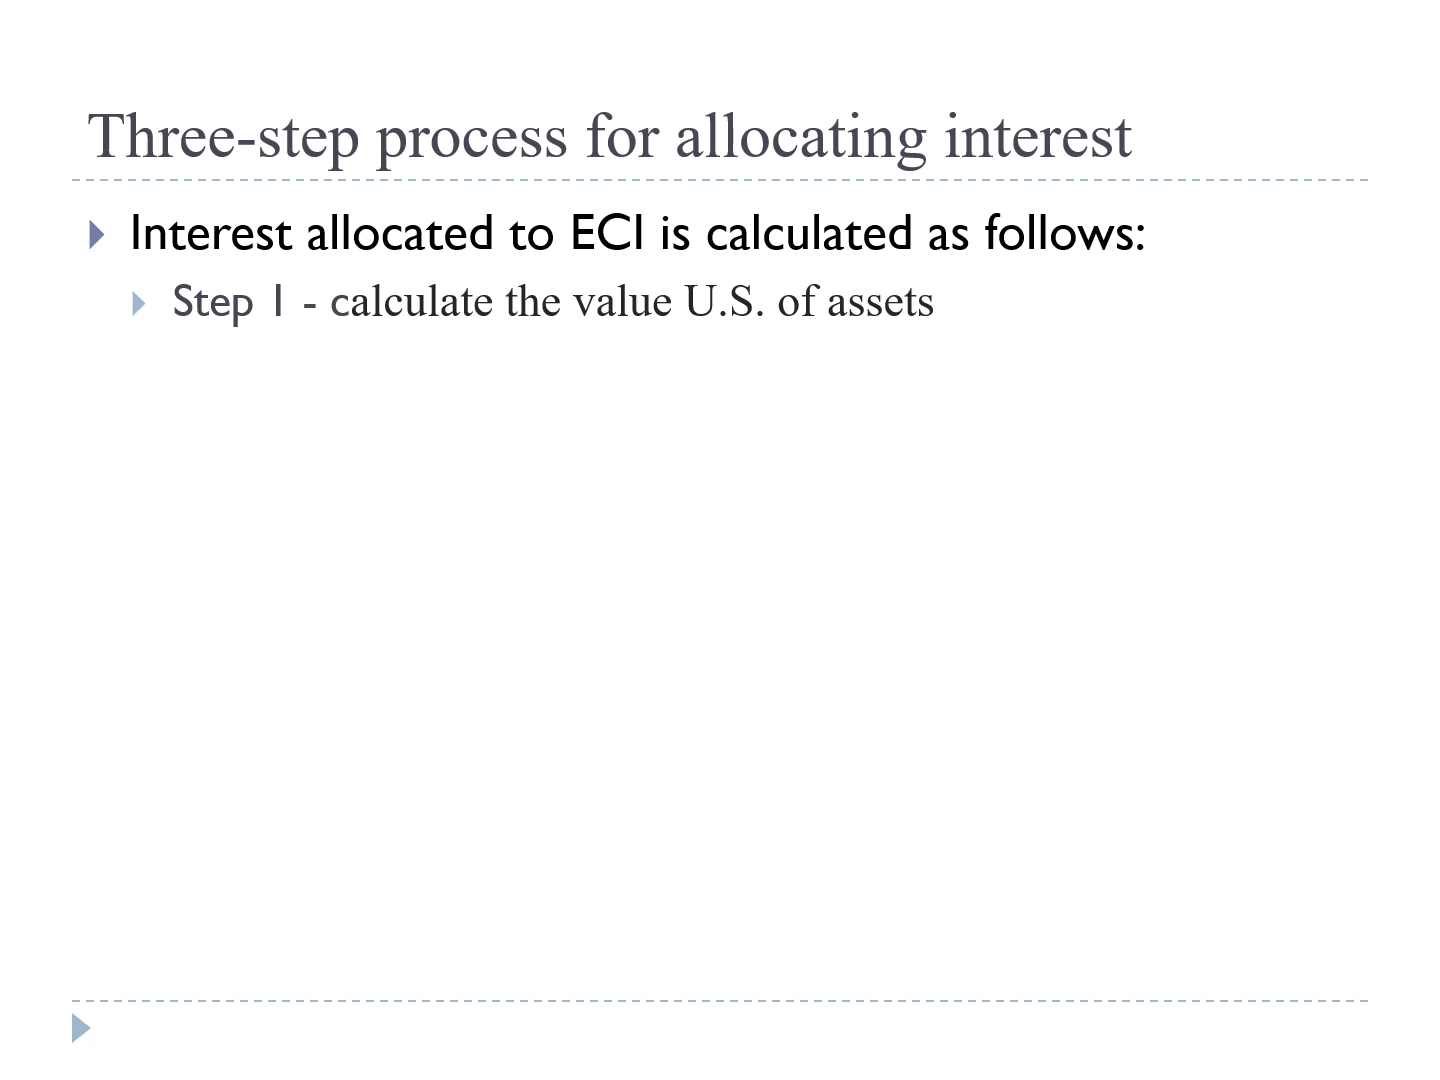 Three-step process for allocating interest
Interest allocated to ECI is calculated as follows:
Step 1 - calculate the value U.S. of assets